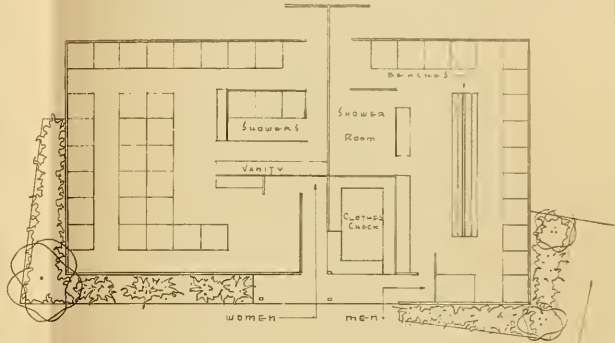 BENCHES
SHOWER
ROOM
SHOWERS
VANITY
CLOTHES
CHECK
WOMEN
MEN.